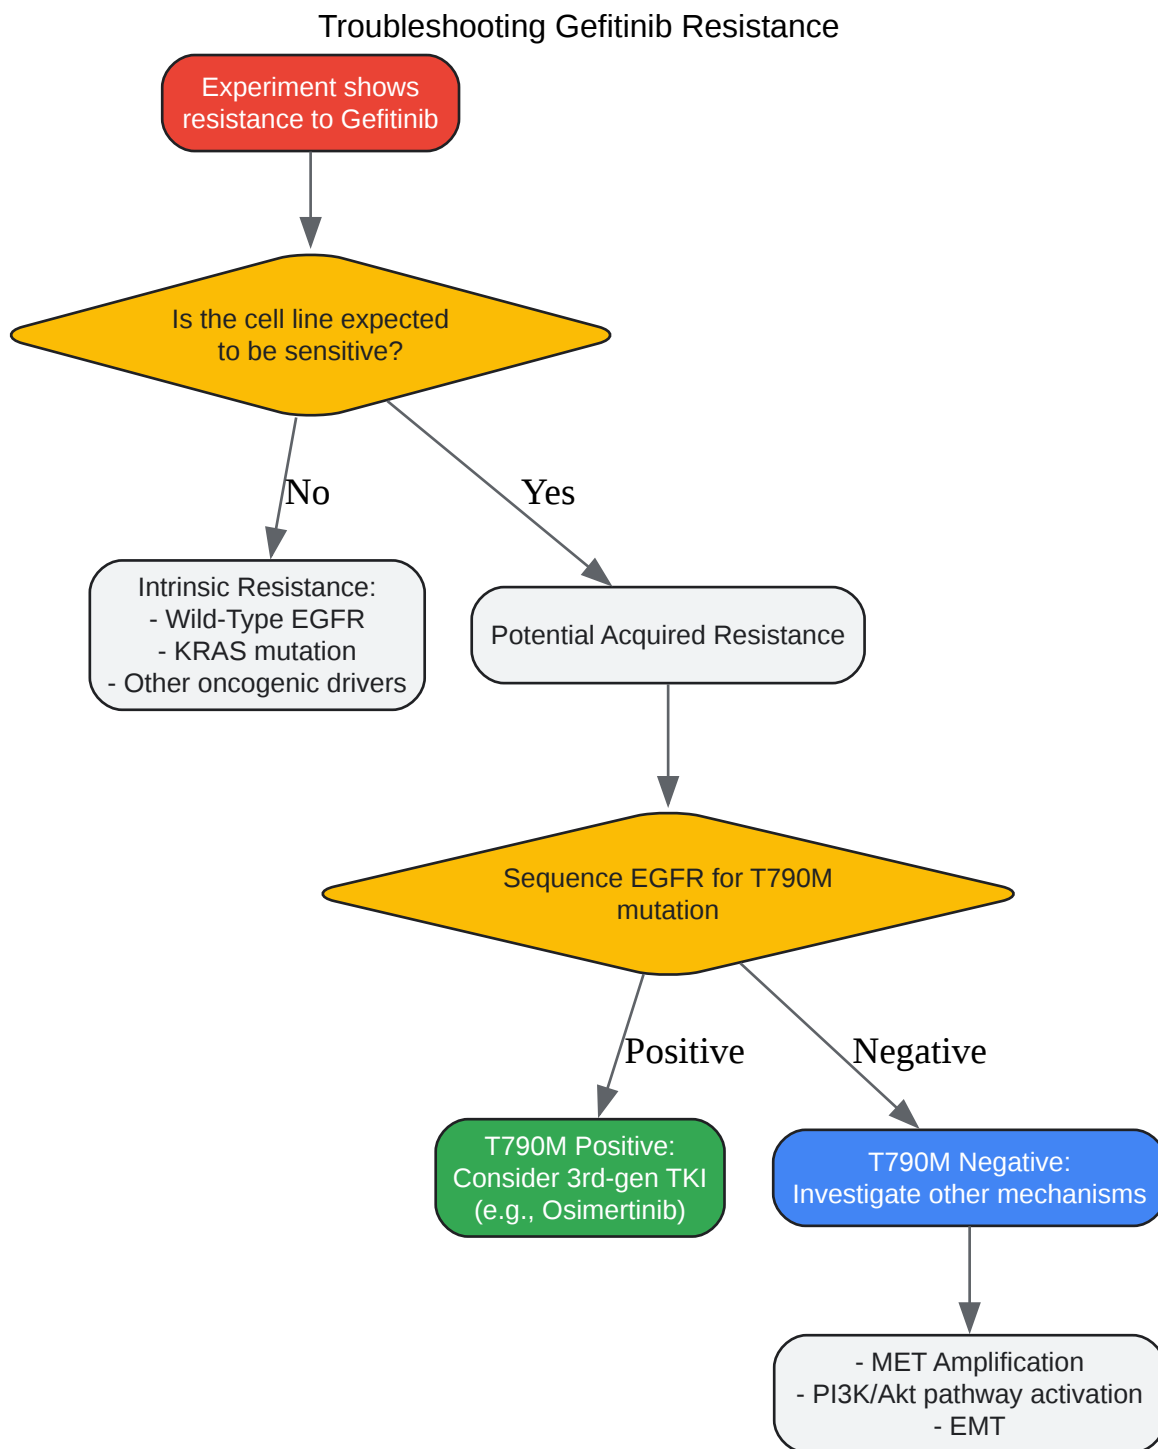 Troubleshooting Gefitinib Resistance
Experiment shows
resistance to Gefitinib
Is the cell line expected
to be sensitive?
No
Yes
Intrinsic Resistance:
- Wild-Type EGFR
- KRAS mutation
- Other oncogenic drivers
Potential Acquired Resistance
Sequence EGFR for T790M
mutation
Positive
Negative
T790M Positive:
Consider 3rd-gen TKI
(e.g., Osimertinib)
T790M Negative:
Investigate other mechanisms
- MET Amplification
- PI3K/Akt pathway activation
- EMT